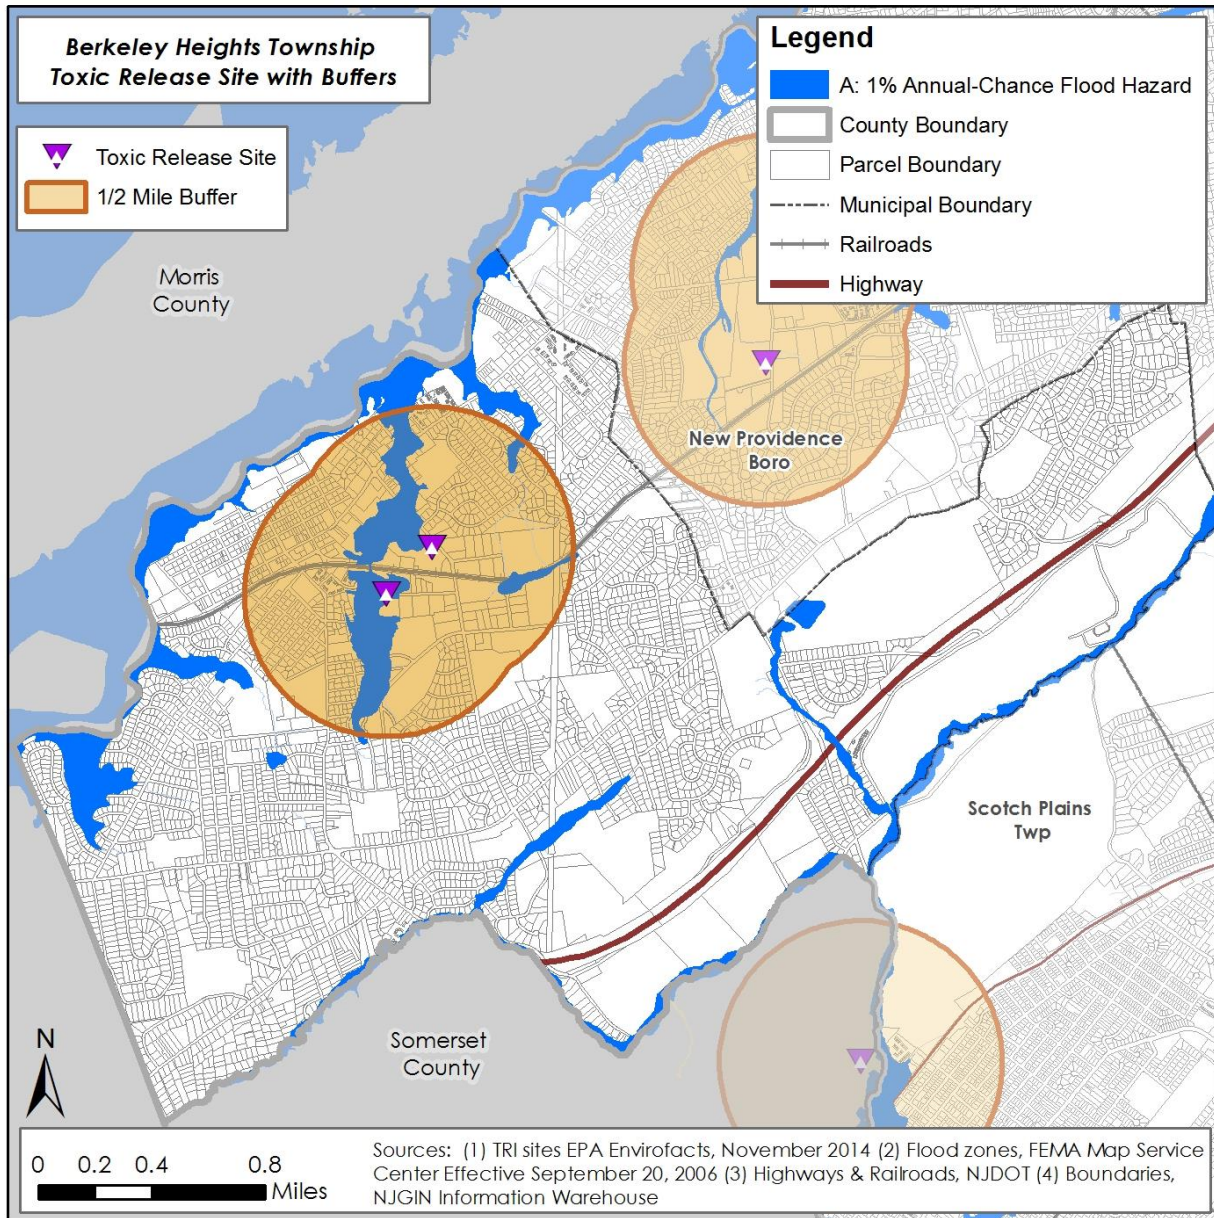 Berkeley Heights Township
Toxic Release Site with Buffers
Toxic Release Site
1/2 Mile Buffer
Legend
A: 1% Annual-Chance Flood Hazard
County Boundary
Parcel Boundary
Municipal Boundary
Railroads
Highway
Morris
County
New Providence
Boro
Scotch Plains
Twp
Somerset
County
N
0 0.2 0.4 0.8
Miles
Sources: (1) TRI sites EPA Envirofacts, November 2014 (2) Flood zones, FEMA Map Service
Center Effective September 20, 2006 (3) Highways & Railroads, NJDOT (4) Boundaries,
NJGIN Information Warehouse